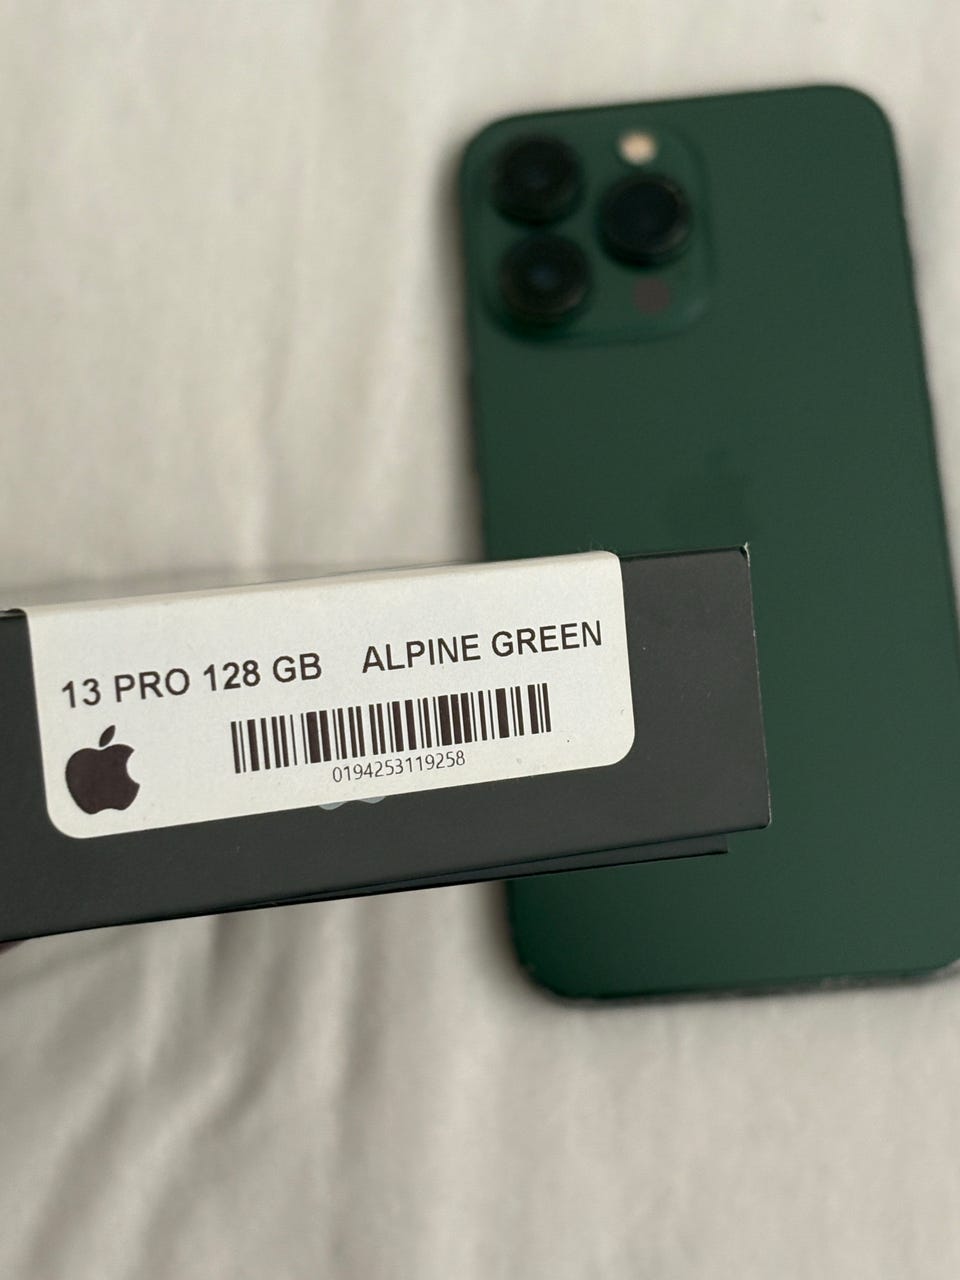 13 PRO 128 GB ALPINE GREEN
0194253119258